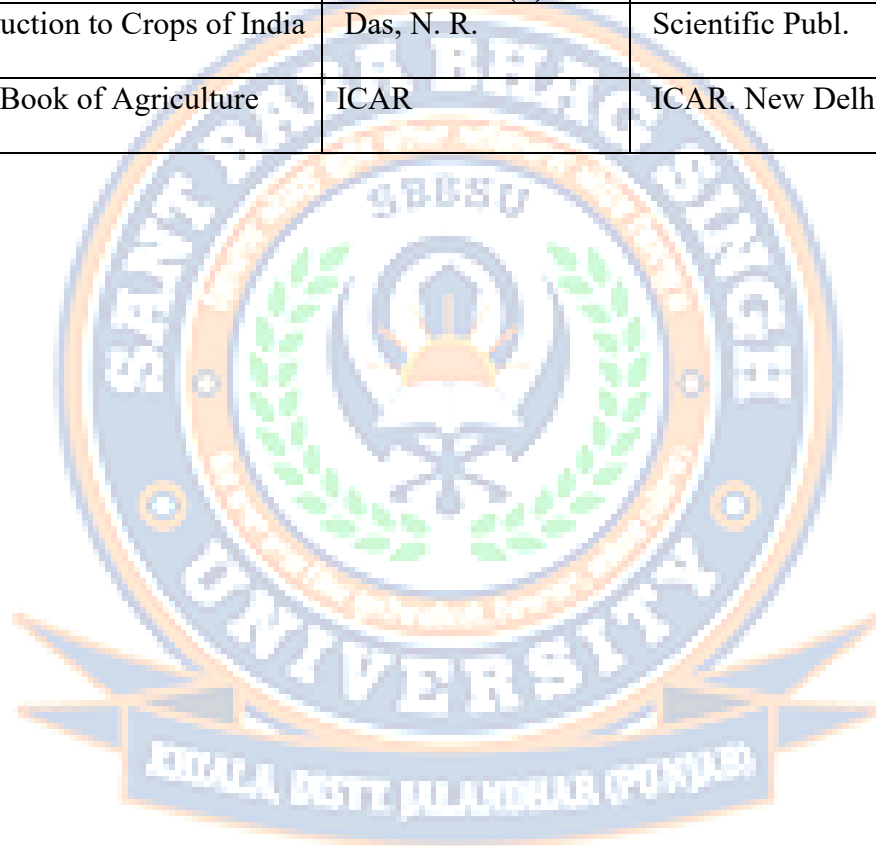 uction to Crops of India Das, N. R. Scientific Publ.
Book of Agriculture ICAR ICAR. New Delh
SANT BABA BHAG SINGH
SBBSU
UNIVERSITY
KHIALA, DISTT. JALANDHAR (PUNJAB)